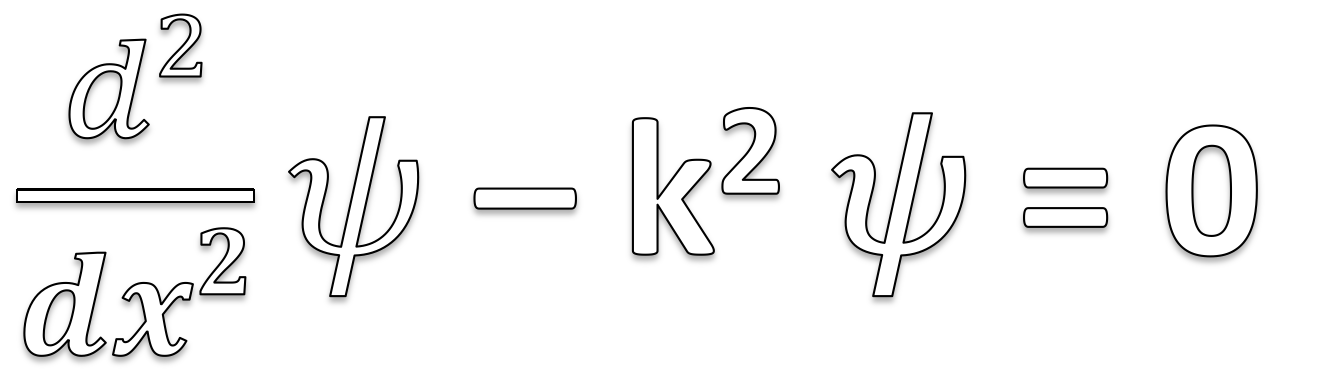 d²/dx² ψ − k² ψ = 0